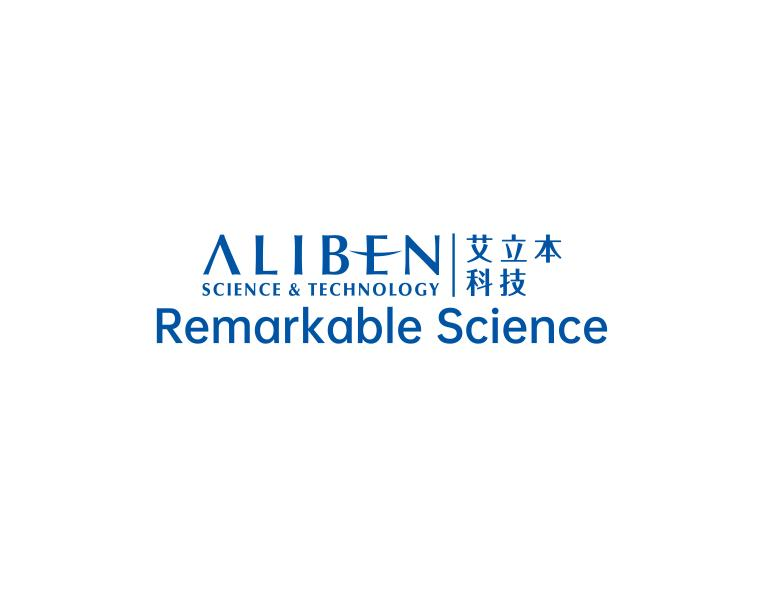 ALIBEN
SCIENCE & TECHNOLOGY
艾立本
科技
Remarkable Science